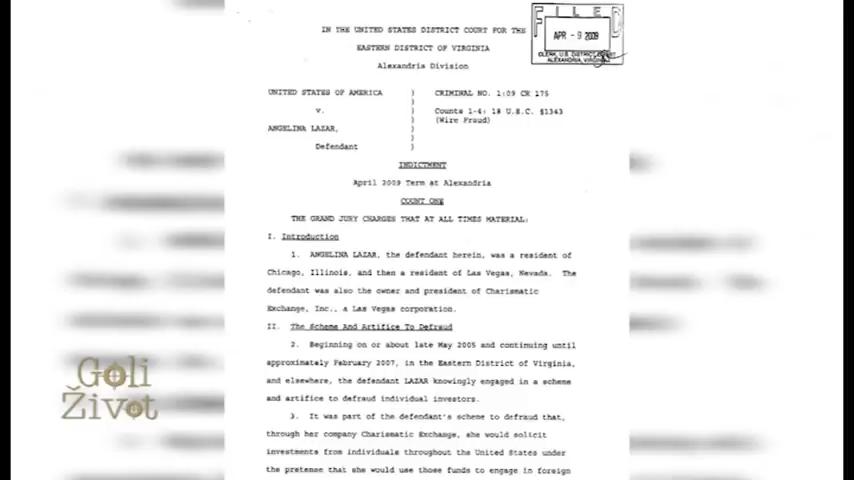 FILED
APR - 9 2009
CLERK, U.S. DISTRICT COURT
ALEXANDRIA, VIRGINIA
IN THE UNITED STATES DISTRICT COURT FOR THE
EASTERN DISTRICT OF VIRGINIA
Alexandria Division
UNITED STATES OF AMERICA ) CRIMINAL NO. 1:09 CR 175
)
v. ) Counts 1-4: 18 U.S.C. §1343
) (Wire Fraud)
ANGELINA LAZAR, )
)
Defendant )
INDICTMENT
April 2009 Term at Alexandria
COUNT ONE
THE GRAND JURY CHARGES THAT AT ALL TIMES MATERIAL:
I. Introduction
1. ANGELINA LAZAR, the defendant herein, was a resident of
Chicago, Illinois, and then a resident of Las Vegas, Nevada. The
defendant was also the owner and president of Charismatic
Exchange, Inc., a Las Vegas corporation.
II. The Scheme And Artifice To Defraud
2. Beginning on or about late May 2005 and continuing until
approximately February 2007, in the Eastern District of Virginia,
and elsewhere, the defendant LAZAR knowingly engaged in a scheme
and artifice to defraud individual investors.
3. It was part of the defendant's scheme to defraud that,
through her company Charismatic Exchange, she would solicit
investments from individuals throughout the United States under
the pretense that she would use those funds to engage in foreign
Goli
Život